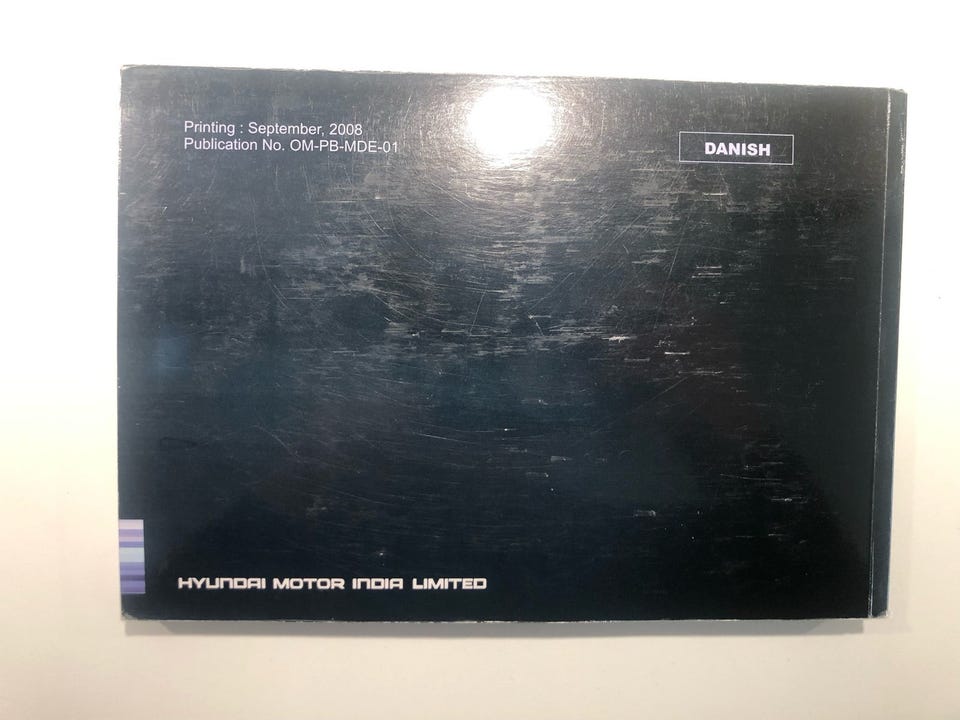 Printing : September, 2008
Publication No. OM-PB-MDE-01
DANISH
HYUNDAI MOTOR INDIA LIMITED